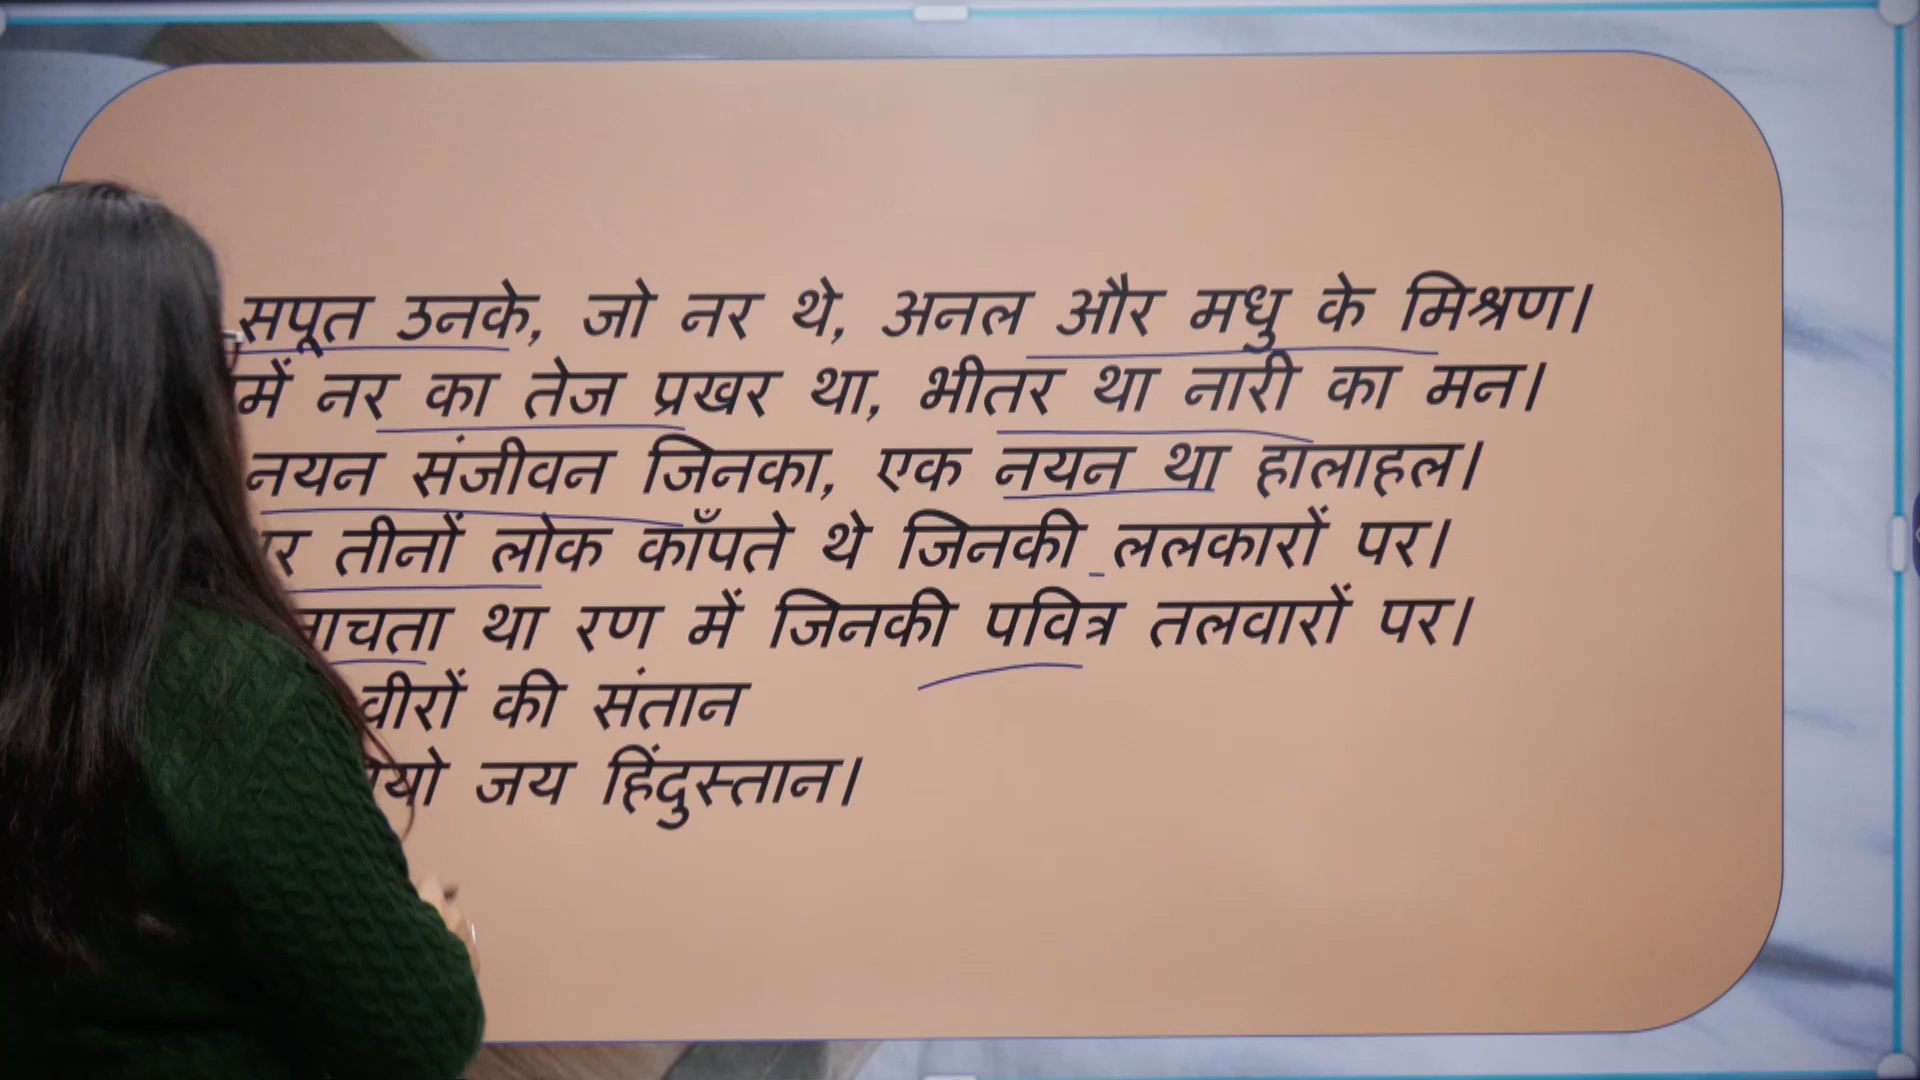 सपूत उनके, जो नर थे, अनल और मधु के मिश्रण।
में नर का तेज प्रखर था, भीतर था नारी का मन।
नयन संजीवन जिनका, एक नयन था हालाहल।
तीनों लोक काँपते थे जिनकी ललकारों पर।
था रण में जिनकी पवित्र तलवारों पर।
वीरों की संतान
जय हिंदुस्तान।